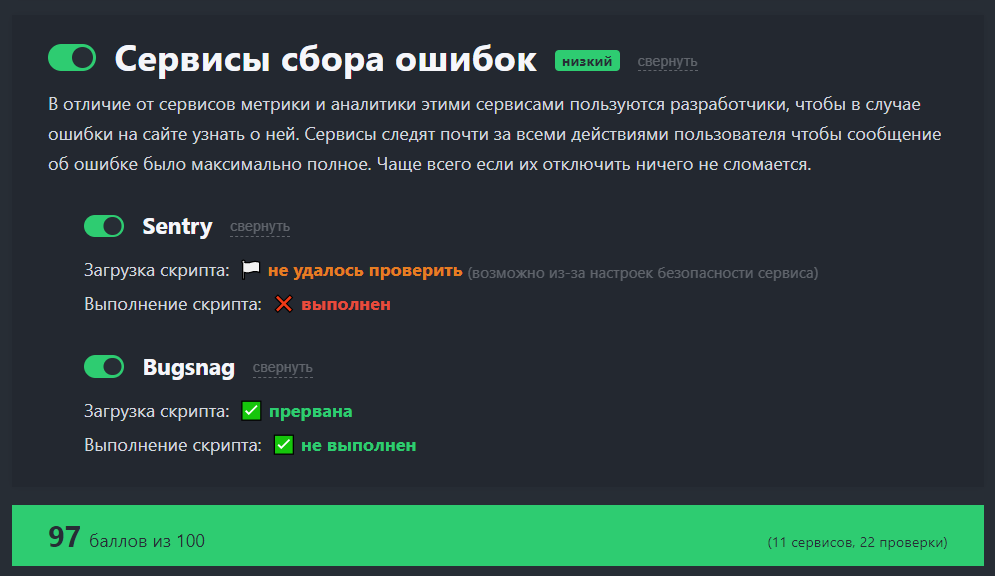 Сервисы сбора ошибок низкий свернуть
В отличие от сервисов метрики и аналитики этими сервисами пользуются разработчики, чтобы в случае
ошибки на сайте узнать о ней. Сервисы следят почти за всеми действиями пользователя чтобы сообщение
об ошибке было максимально полное. Чаще всего если их отключить ничего не сломается.
Sentry свернуть
Загрузка скрипта: не удалось проверить (возможно из-за настроек безопасности сервиса)
Выполнение скрипта: выполнен
Bugsnag свернуть
Загрузка скрипта: прервана
Выполнение скрипта: не выполнен
97 баллов из 100 (11 сервисов, 22 проверки)